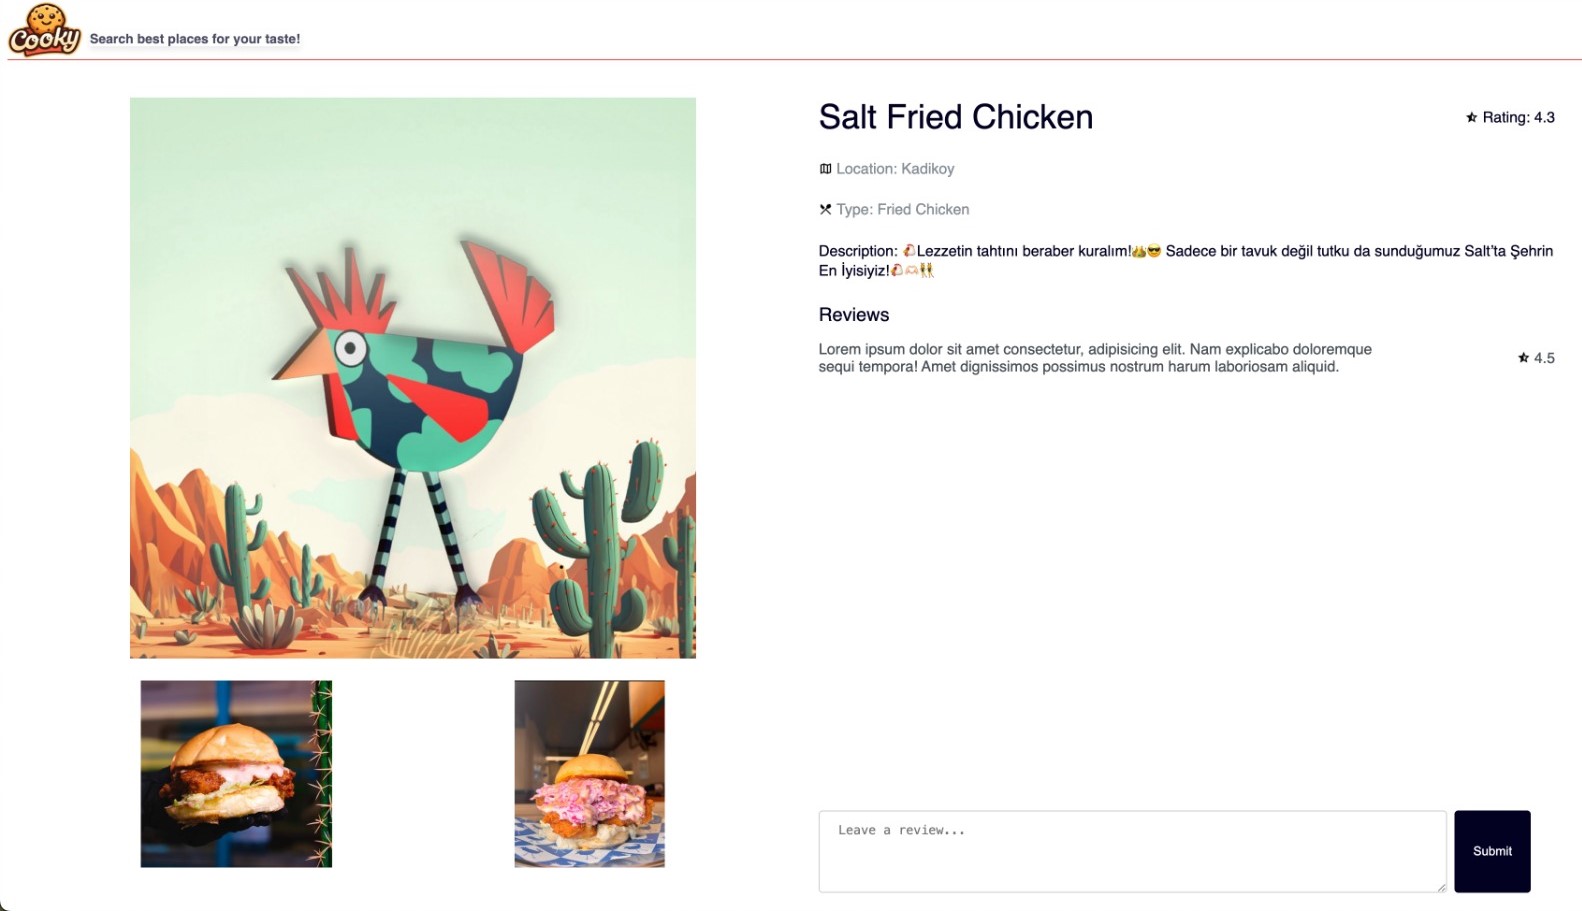 Cooky
Search best places for your taste!
Salt Fried Chicken
Rating: 4.3
Location: Kadikoy
Type: Fried Chicken
Description: 🍗Lezzetin tahtını beraber kuralım!👑😎 Sadece bir tavuk değil tutku da sunduğumuz Salt’ta Şehrin
En İyisiyiz!🍗🫶🏻👯
Reviews
Lorem ipsum dolor sit amet consectetur, adipisicing elit. Nam explicabo doloremque
sequi tempora! Amet dignissimos possimus nostrum harum laboriosam aliquid.
4.5
Leave a review...
Submit